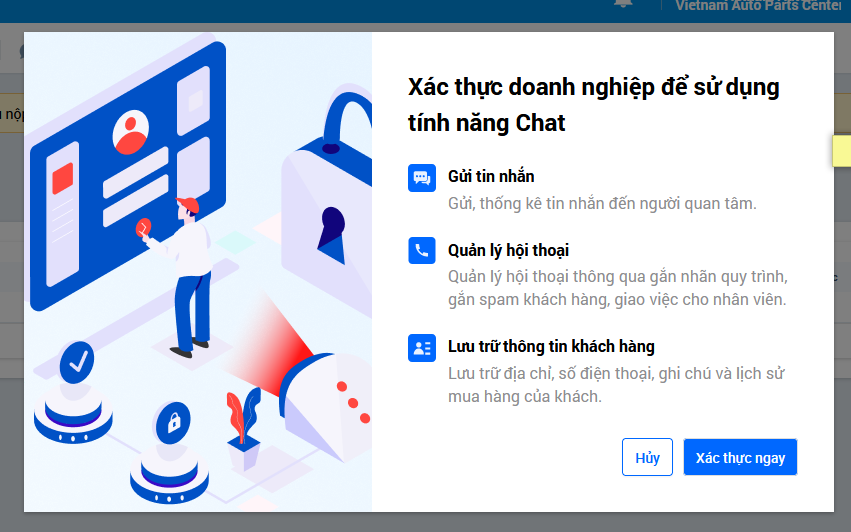 Vietnam Auto Parts Center
nộp
Xác thực doanh nghiệp để sử dụng
tính năng Chat
Gửi tin nhắn
Gửi, thống kê tin nhắn đến người quan tâm.
Quản lý hội thoại
Quản lý hội thoại thông qua gắn nhãn quy trình,
gắn spam khách hàng, giao việc cho nhân viên.
Lưu trữ thông tin khách hàng
Lưu trữ địa chỉ, số điện thoại, ghi chú và lịch sử
mua hàng của khách.
Hủy
Xác thực ngay